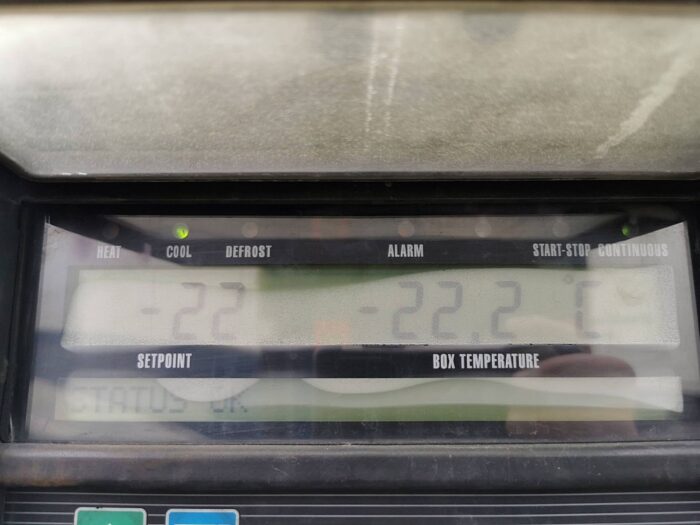 HEAT COOL DEFROST ALARM START-STOP CONTINUOUS
-22 -22.2 °C
SETPOINT BOX TEMPERATURE
STATUS OK